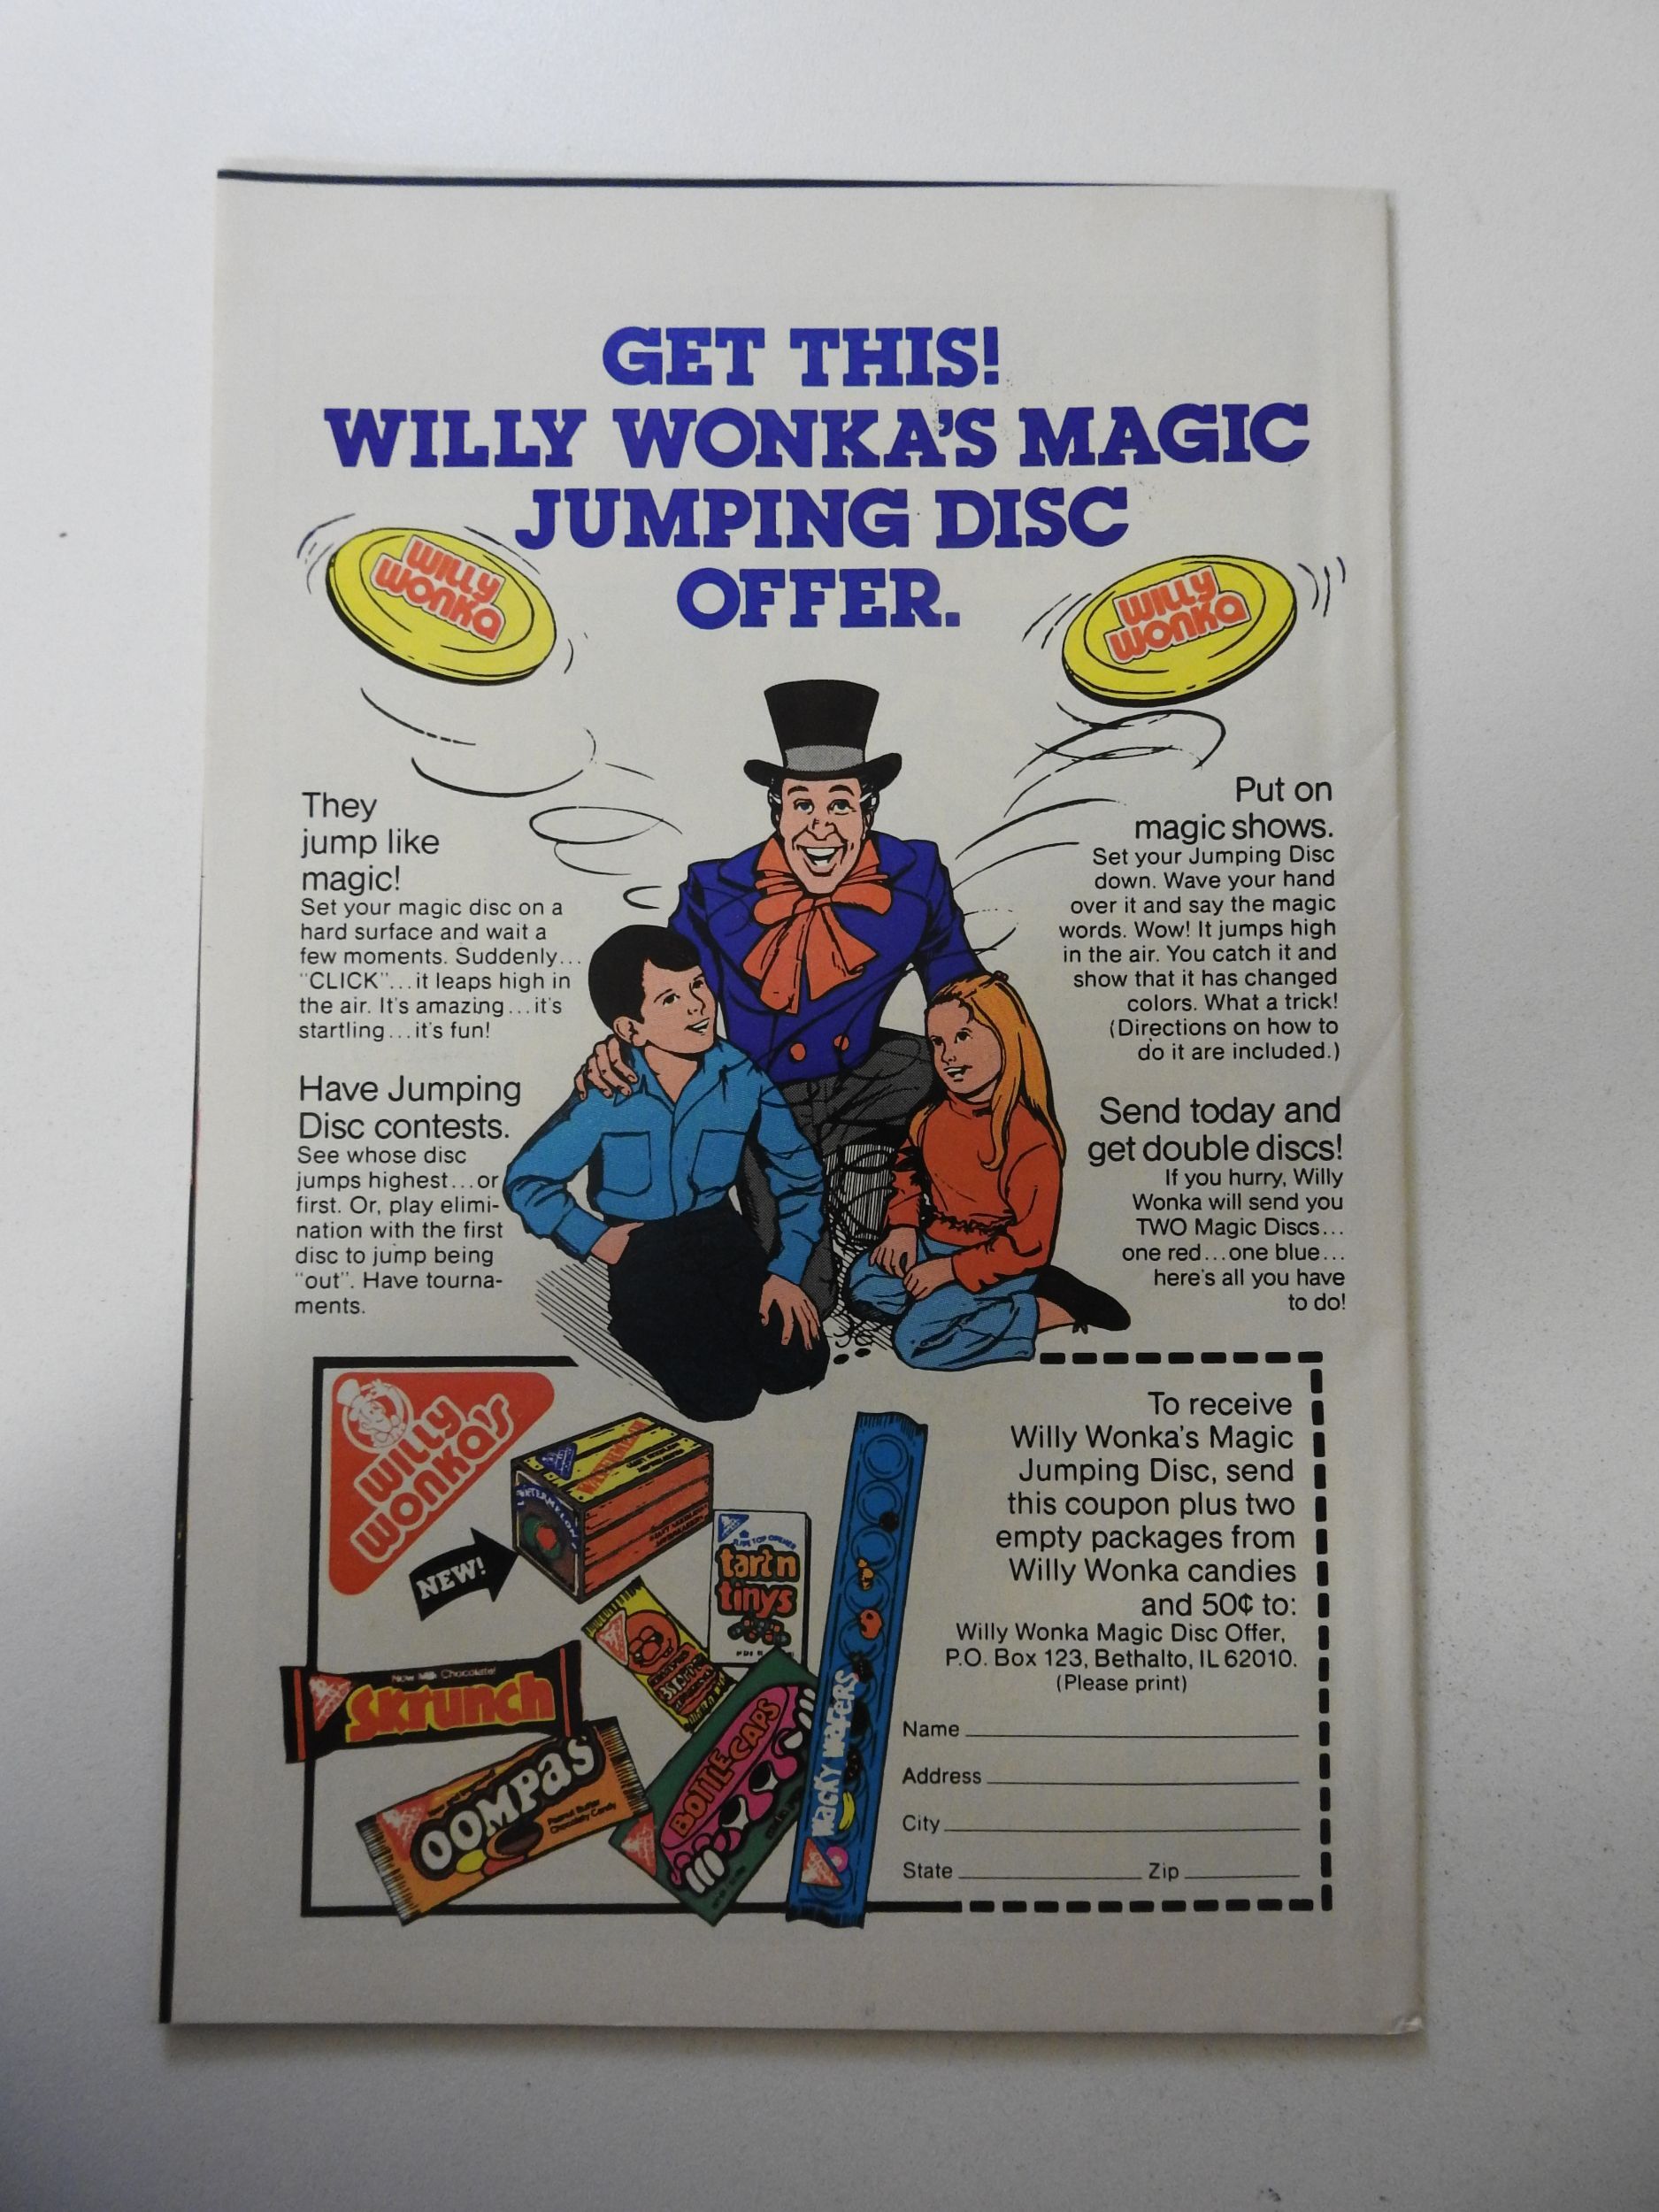 GET THIS!
WILLY WONKA'S MAGIC
JUMPING DISC
OFFER.
WILLY
WONKA
WILLY
WONKA
They
jump like
magic!
Set your magic disc on a
hard surface and wait a
few moments. Suddenly...
"CLICK"...it leaps high in
the air. It's amazing...it's
startling...it's fun!
Have Jumping
Disc contests.
See whose disc
jumps highest...or
first. Or, play elimi-
nation with the first
disc to jump being
"out". Have tourna-
ments.
Put on
magic shows.
Set your Jumping Disc
down. Wave your hand
over it and say the magic
words. Wow! It jumps high
in the air. You catch it and
show that it has changed
colors. What a trick!
(Directions on how to
do it are included.)
Send today and
get double discs!
If you hurry, Willy
Wonka will send you
TWO Magic Discs...
one red...one blue...
here's all you have
to do!
WILLY
WONKA'S
NEW!
WATERMELON
WATERMELON
tart n
tinys
Now Chocolate!
Skrunch
OOMPAS
Peanut Butter
Chocolaty Candy
BOTTLE CAPS
WACKY WAFERS
To receive
Willy Wonka's Magic
Jumping Disc, send
this coupon plus two
empty packages from
Willy Wonka candies
and 50¢ to:
Willy Wonka Magic Disc Offer,
P.O. Box 123, Bethalto, IL 62010.
(Please print)
Name
Address
City
State Zip